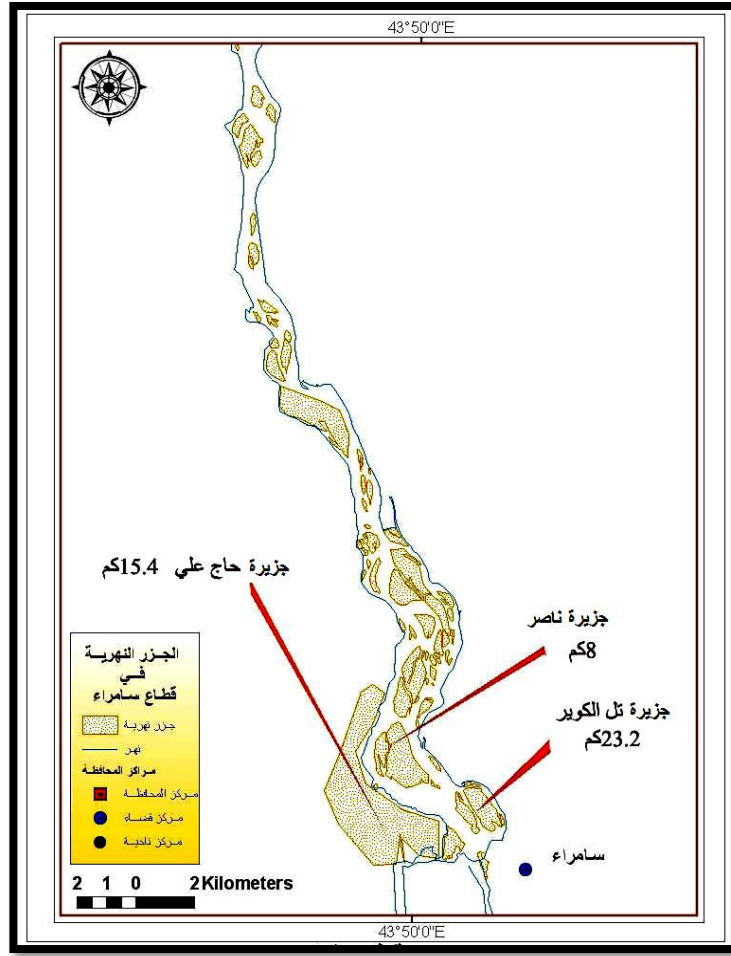 43°50'0"E
جزيرة حاج علي 15.4كم
جزيرة ناصر
8كم
جزيرة تل الكوير
23.2كم
سامراء
الجزر النهرية
في
قطاع سامراء
جزر نهرية
نهر
مراكز المحافظة
مركز المحافظة
مركز قضاء
مركز ناحية
2 1 0 2 Kilometers
43°50'0"E